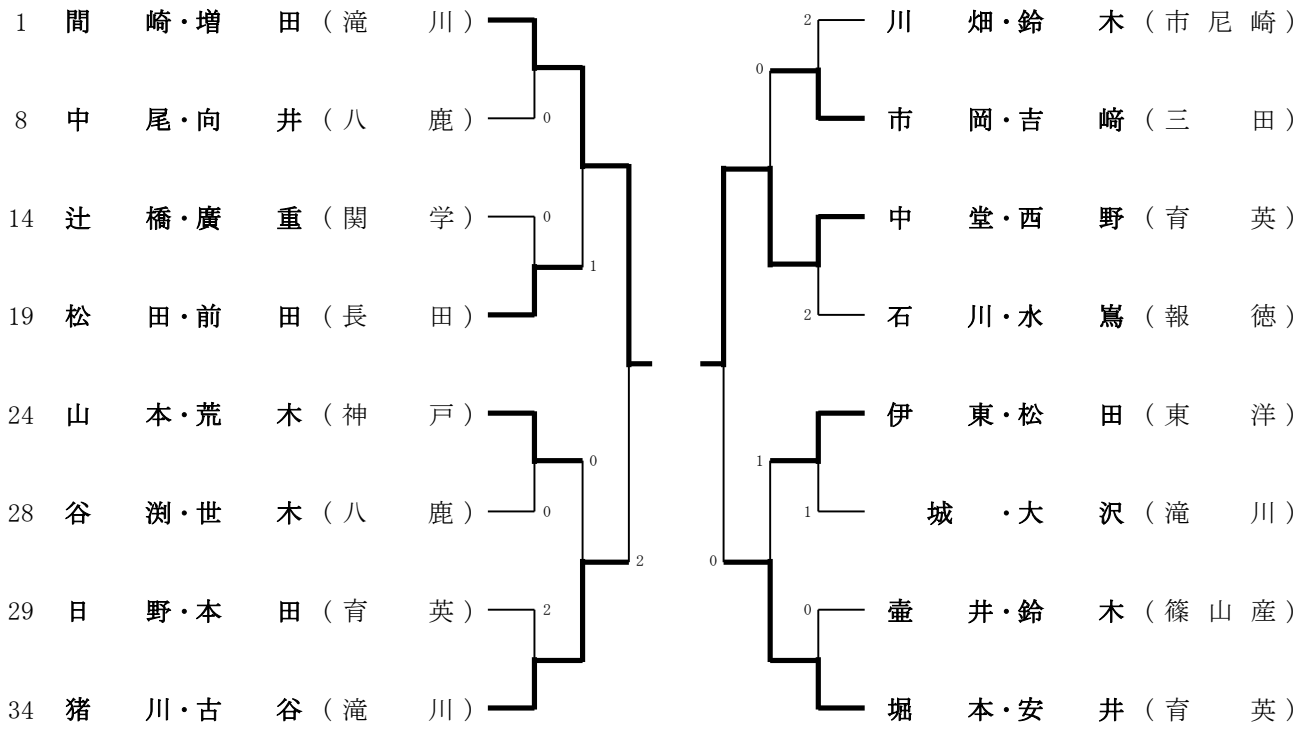 1 間崎・増田(滝川) 2 川畑・鈴木(市尼崎)
0
8 中尾・向井(八鹿) 0 市岡・吉﨑(三田)
14 辻橋・廣重(関学) 0 中堂・西野(育英)
1
19 松田・前田(長田) 2 石川・水嶌(報徳)
24 山本・荒木(神戸) 伊東・松田(東洋)
0 1
28 谷渕・世木(八鹿) 0 1 城・大沢(滝川)
2 0
29 日野・本田(育英) 2 0 壷井・鈴木(篠山産)
34 猪川・古谷(滝川) 堀本・安井(育英)